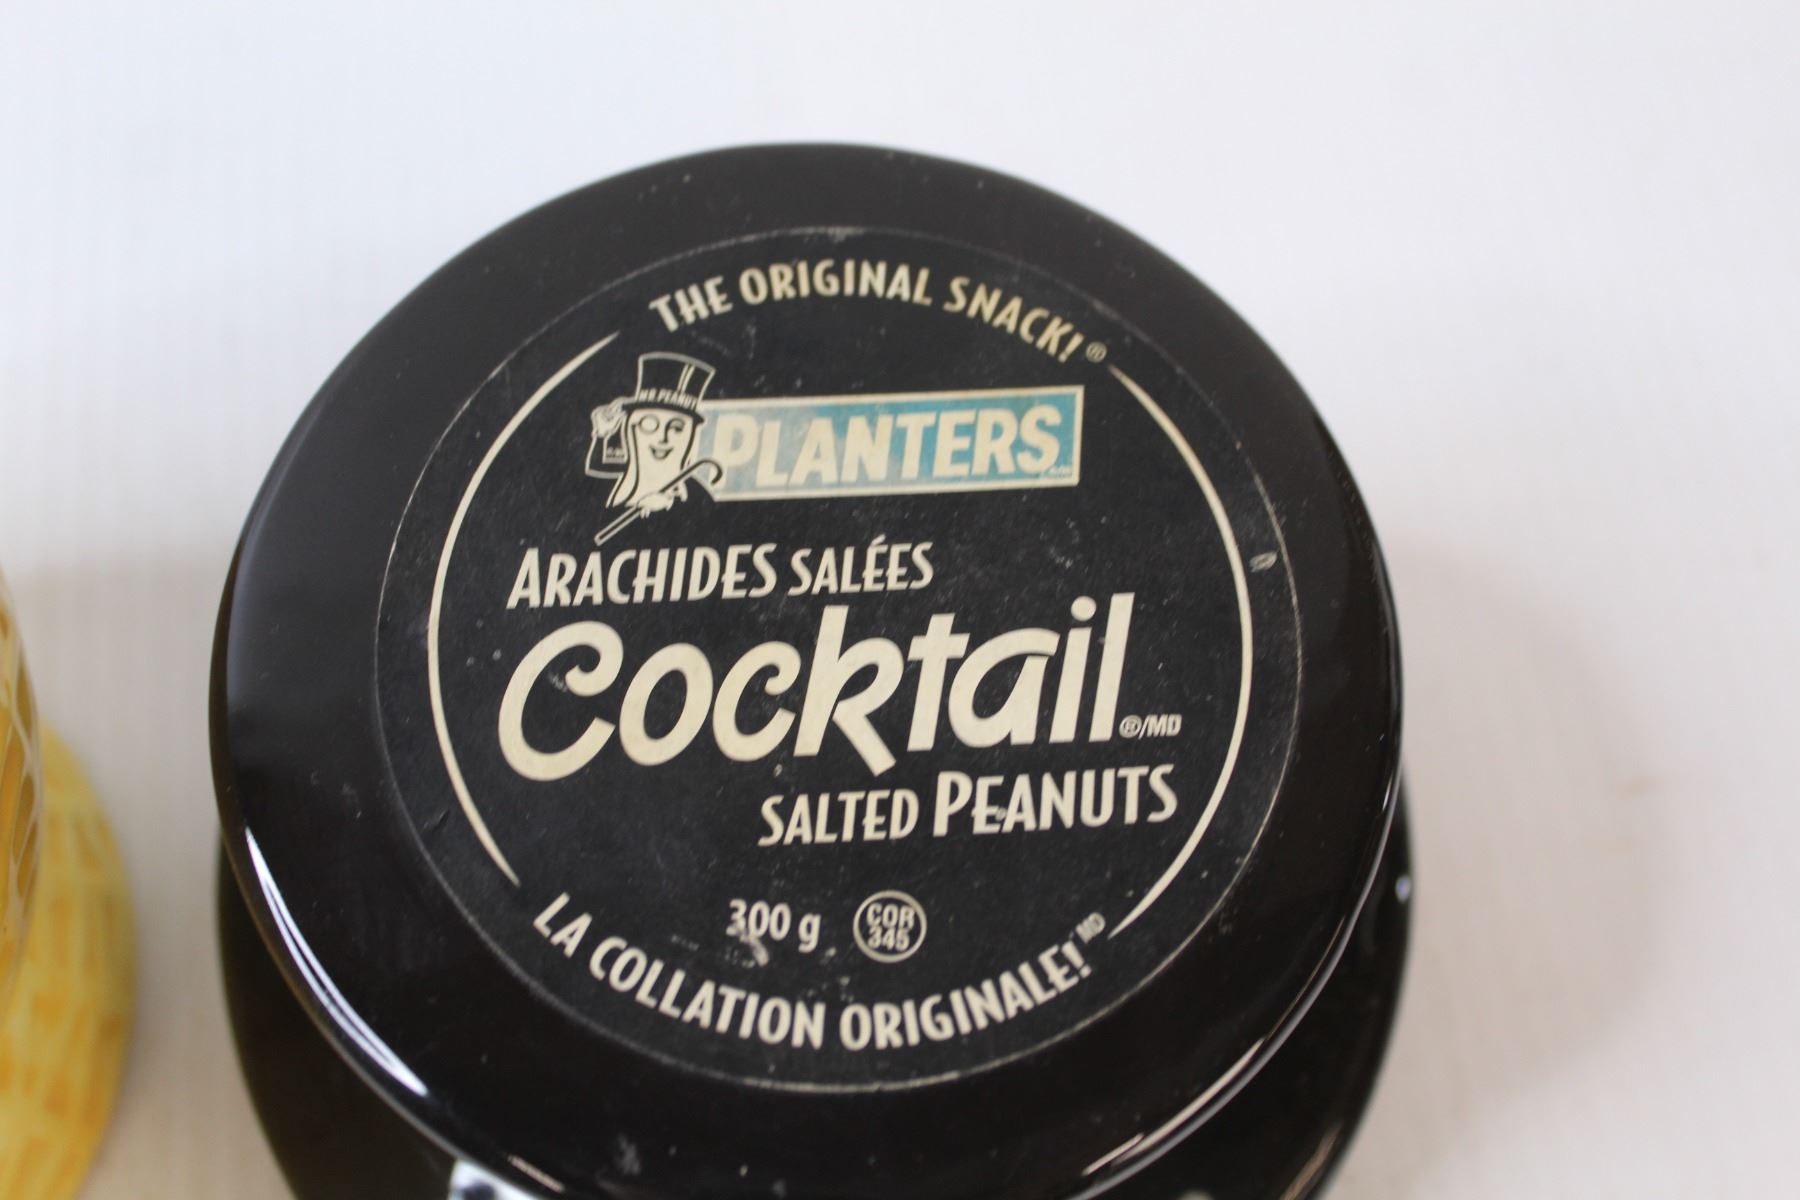 THE ORIGINAL SNACK!®
MR. PEANUT
PLANTERS
ARACHIDES SALÉES
Cocktail ®/MD
SALTED PEANUTS
300 g
COR
345
LA COLLATION ORIGINALE! MD